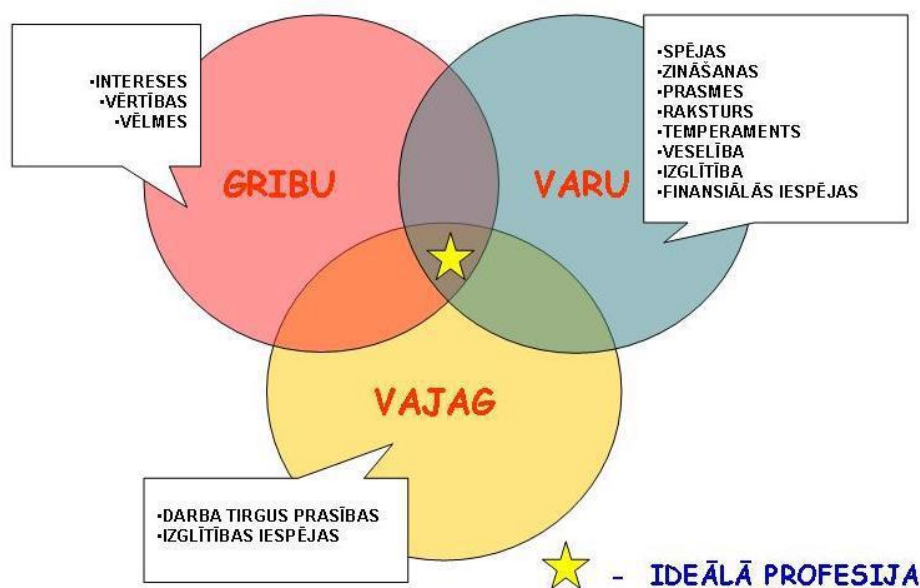 ·INTERESES
·VĒRTĪBAS
·VĒLMES
GRIBU
·SPĒJAS
·ZINĀŠANAS
·PRASMES
·RAKSTURS
·TEMPERAMENTS
·VESELĪBA
·IZGLĪTĪBA
·FINANSIĀLĀS IESPĒJAS
VARU
VAJAG
·DARBA TIRGUS PRASĪBAS
·IZGLĪTĪBAS IESPĒJAS
- IDEĀLĀ PROFESIJA